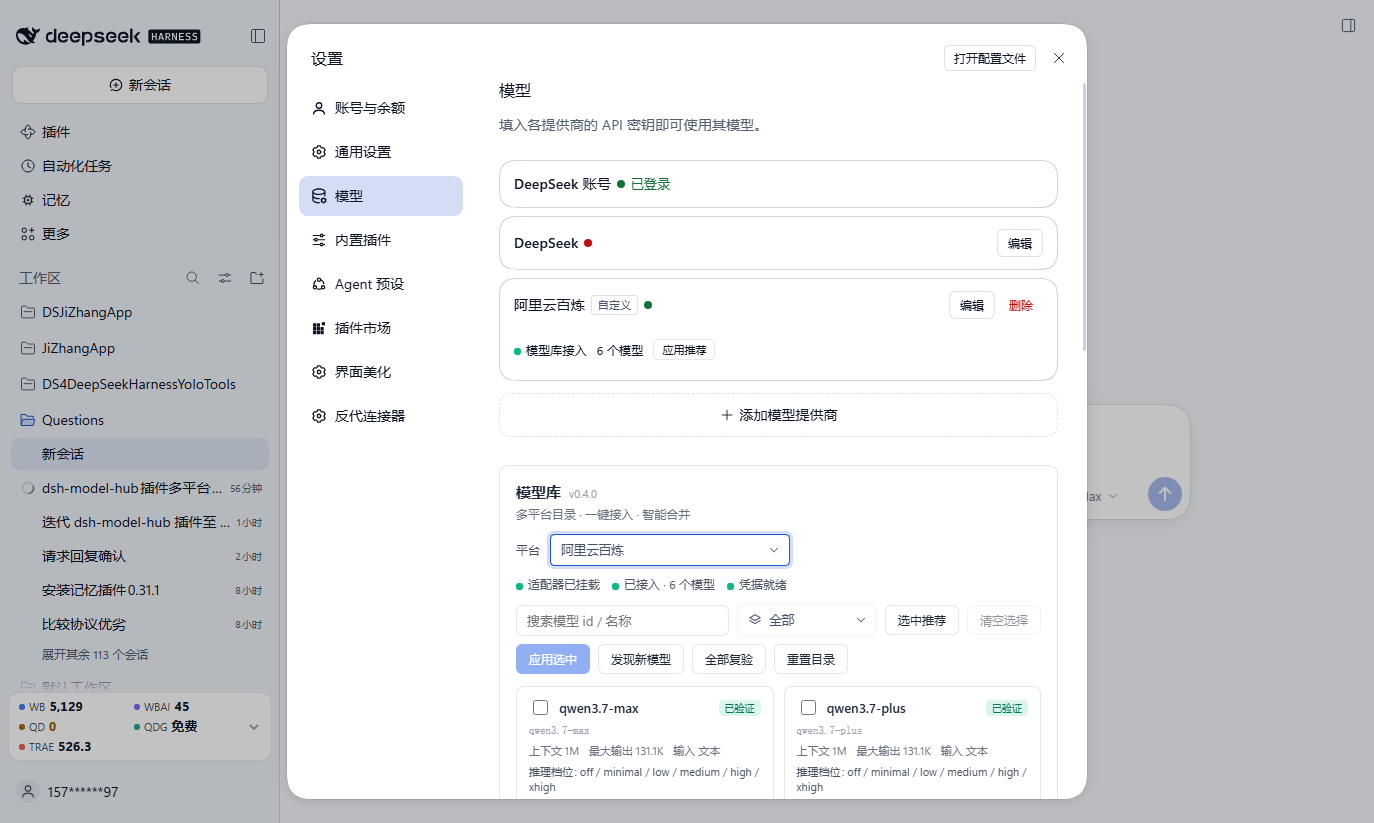 deepseek HARNESS
新会话
插件
自动化任务
记忆
更多
工作区
DSJiZhangApp
JiZhangApp
DS4DeepSeekHarnessYoloTools
Questions
新会话
dsh-model-hub 插件多平台... 56分钟
迭代 dsh-model-hub 插件至 ... 1小时
请求回复确认 2小时
安装记忆插件0.31.1 8小时
比较协议优劣 8小时
展开其余 113 个会话
默认工作区
WB 5,129 WBAI 45
QD 0 QDG 免费
TRAE 526.3
157******97
设置
打开配置文件
账号与余额
通用设置
模型
内置插件
Agent 预设
插件市场
界面美化
反代连接器
模型
填入各提供商的 API 密钥即可使用其模型。
DeepSeek 账号 已登录
DeepSeek 编辑
阿里云百炼 自定义 编辑 删除
模型库接入 6 个模型 应用推荐
添加模型提供商
模型库 v0.4.0
多平台目录 · 一键接入 · 智能合并
平台 阿里云百炼
适配器已挂载 已接入 · 6 个模型 凭据就绪
搜索模型 id / 名称 全部 选中推荐 清空选择
应用选中 发现新模型 全部复验 重置目录
qwen3.7-max 已验证
qwen3.7-max
上下文 1M 最大输出 131.1K 输入 文本
推理档位: off / minimal / low / medium / high /
xhigh
qwen3.7-plus 已验证
qwen3.7-plus
上下文 1M 最大输出 131.1K 输入 文本
推理档位: off / minimal / low / medium / high /
xhigh
ax